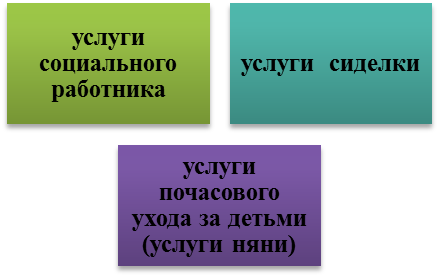 услуги
социального
работника
услуги сиделки
услуги
почасового
ухода за детьми
(услуги няни)